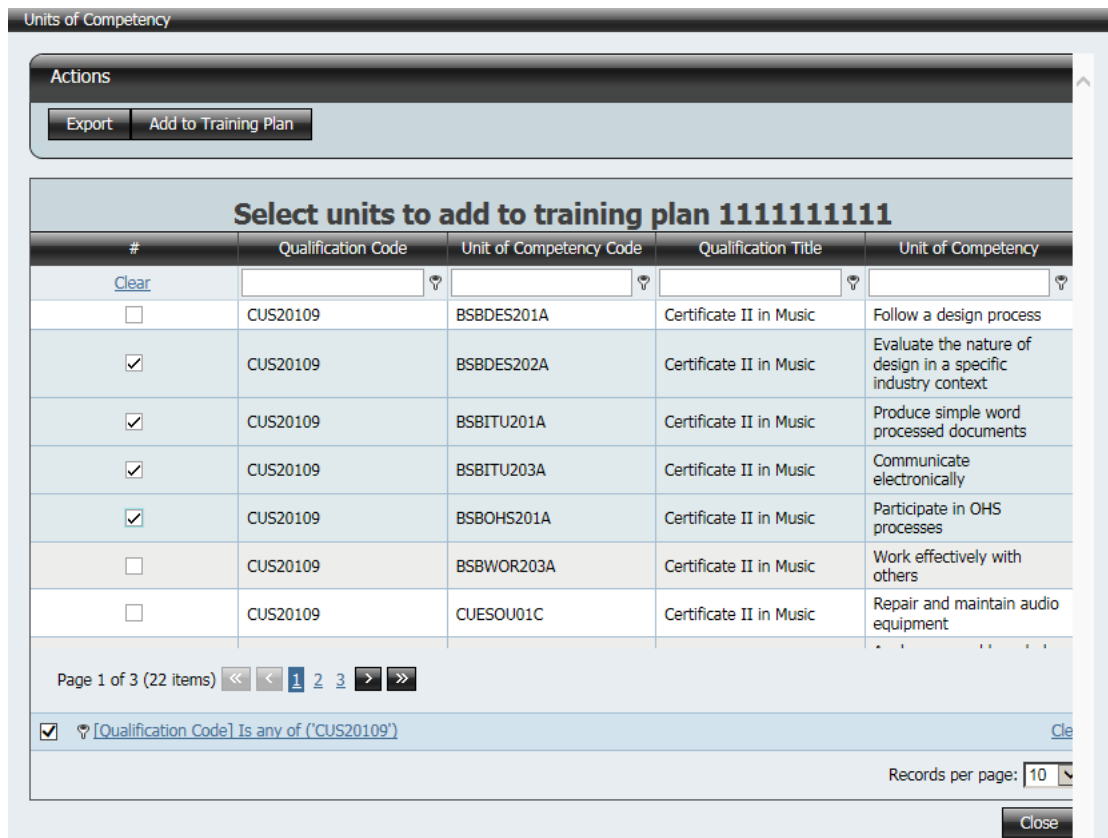 Units of Competency
Actions
Export Add to Training Plan
Select units to add to training plan 1111111111
# Qualification Code Unit of Competency Code Qualification Title Unit of Competency
Clear
CUS20109 BSBDES201A Certificate II in Music Follow a design process
CUS20109 BSBDES202A Certificate II in Music Evaluate the nature of
design in a specific
industry context
CUS20109 BSBITU201A Certificate II in Music Produce simple word
processed documents
CUS20109 BSBITU203A Certificate II in Music Communicate
electronically
CUS20109 BSBOHS201A Certificate II in Music Participate in OHS
processes
CUS20109 BSBWOR203A Certificate II in Music Work effectively with
others
CUS20109 CUESOU01C Certificate II in Music Repair and maintain audio
equipment
Page 1 of 3 (22 items) « < 1 2 3 > »
[Qualification Code] Is any of ('CUS20109') Cle
Records per page: 10
Close